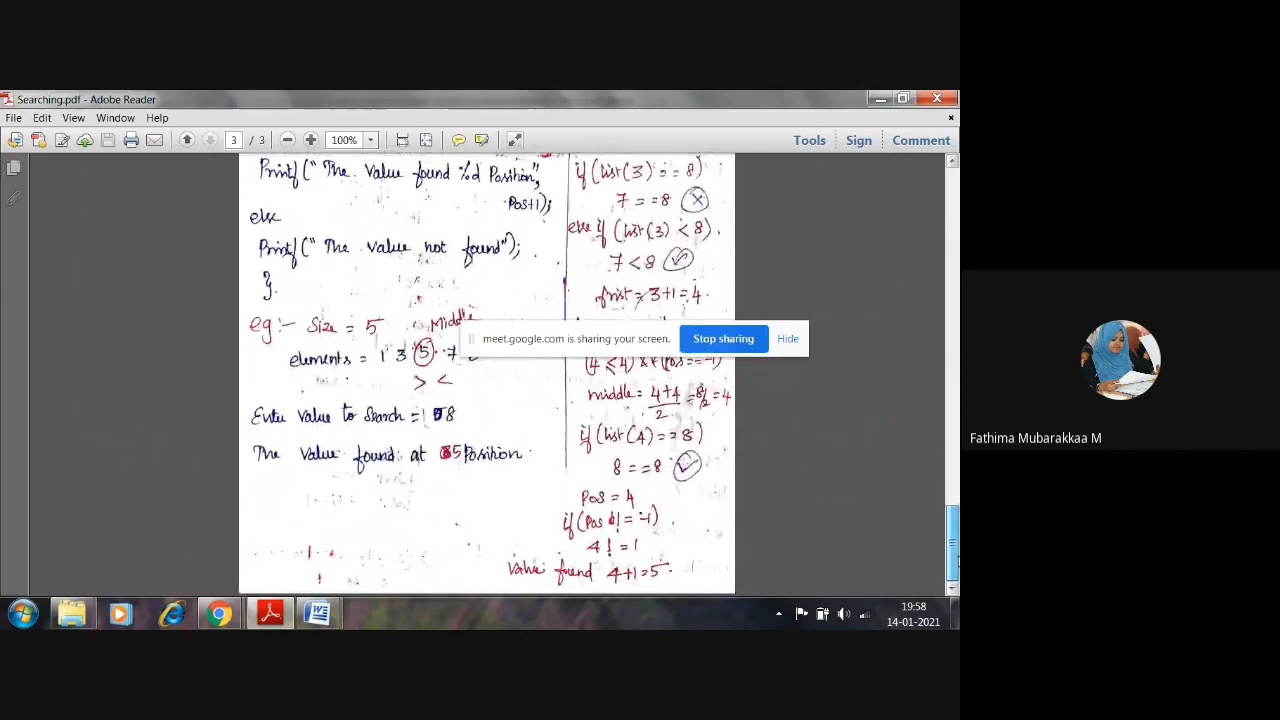 Searching.pdf - Adobe Reader
File Edit View Window Help
3 / 3 100% Tools Sign Comment
Printf(" The Value found %d Position",
Pos+1);
else
Printf(" The value not found");
}
eg:- Size = 5 Middle
elements = 1 3 5 7
> <
Enter value to Search = 8
The Value found at 5 Position
if (list(3) == 8)
7 == 8
else if (list(3) < 8)
7 < 8
frist = 3+1 = 4
meet.google.com is sharing your screen. Stop sharing Hide
middle = 4+4 = 8/2 = 4
2
if (list(4) == 8)
8 == 8
Pos = 4
if (Pos != -1)
4 != 1
Value found 4+1=5
Fathima Mubarakkaa M
19:58
14-01-2021